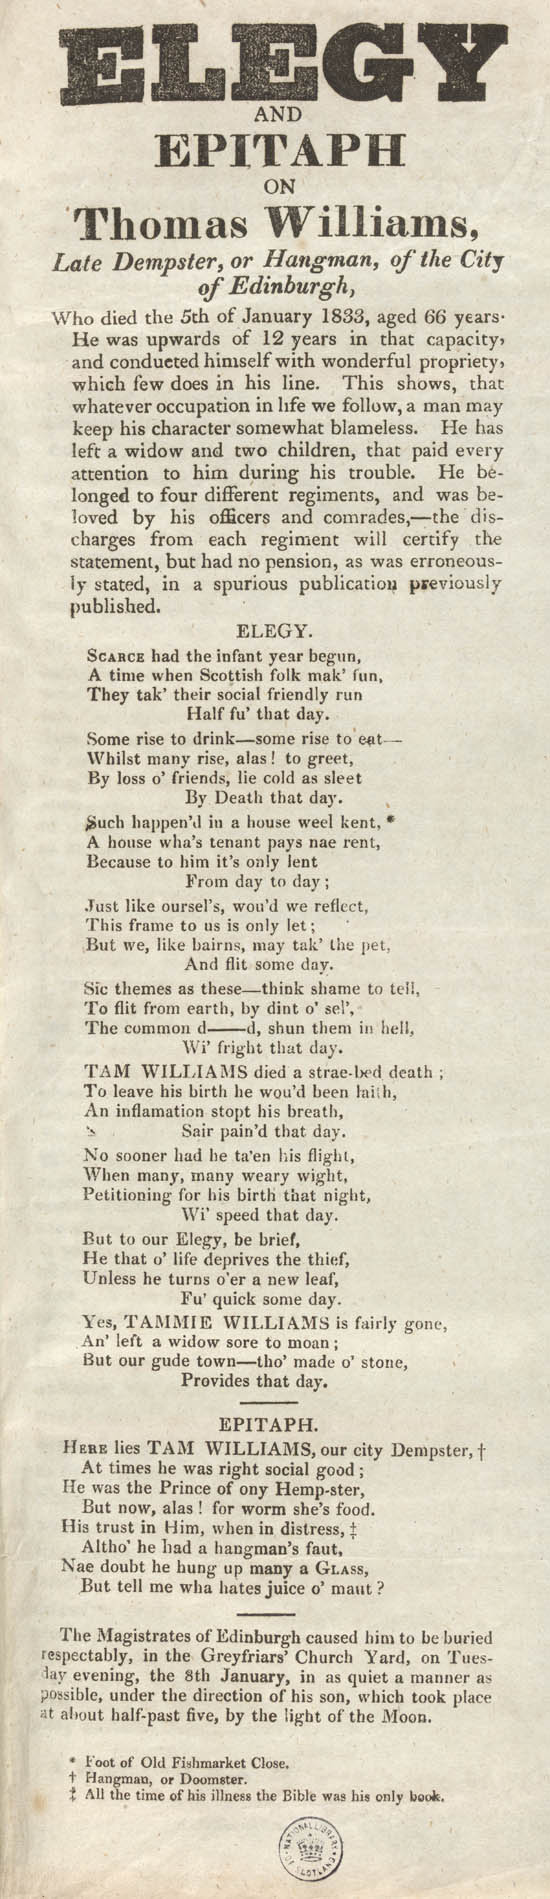 ELEGY
AND
EPITAPH
ON
Thomas Williams,
Late Dempster, or Hangman, of the City
of Edinburgh,
Who died the 5th of January 1833, aged 66 years.
He was upwards of 12 years in that capacity,
and conducted himself with wonderful propriety,
which few does in his line. This shows, that
whatever occupation in life we follow, a man may
keep his character somewhat blameless. He has
left a widow and two children, that paid every
attention to him during his trouble. He be-
longed to four different regiments, and was be-
loved by his officers and comrades,—the dis-
charges from each regiment will certify the
statement, but had no pension, as was erroneous-
ly stated, in a spurious publication previously
published.
ELEGY.
SCARCE had the infant year begun,
A time when Scottish folk mak' fun,
They tak' their social friendly run
Half fu' that day.
Some rise to drink—some rise to eat—
Whilst many rise, alas! to greet,
By loss o' friends, lie cold as sleet
By Death that day.
Such happen'd in a house weel kent, *
A house wha's tenant pays nae rent,
Because to him it's only lent
From day to day;
Just like oursel's, wou'd we reflect,
This frame to us is only let;
But we, like bairns, may tak' the pet,
And flit some day.
Sic themes as these—think shame to tell,
To flit from earth, by dint o' sel',
The common d——d, shun them in hell,
Wi' fright that day.
TAM WILLIAMS died a strae-bed death;
To leave his birth he wou'd been laith,
An inflamation stopt his breath,
Sair pain'd that day.
No sooner had he ta'en his flight,
When many, many weary wight,
Petitioning for his birth that night,
Wi' speed that day.
But to our Elegy, be brief,
He that o' life deprives the thief,
Unless he turns o'er a new leaf,
Fu' quick some day.
Yes, TAMMIE WILLIAMS is fairly gone,
An' left a widow sore to moan;
But our gude town—tho' made o' stone,
Provides that day.
EPITAPH.
HERE lies TAM WILLIAMS, our city Dempster, †
At times he was right social good;
He was the Prince of ony Hemp-ster,
But now, alas! for worm she's food.
His trust in Him, when in distress, ‡
Altho' he had a hangman's faut,
Nae doubt he hung up many a GLASS,
But tell me wha hates juice o' maut?
The Magistrates of Edinburgh caused him to be buried
respectably, in the Greyfriars' Church Yard, on Tues-
day evening, the 8th January, in as quiet a manner as
possible, under the direction of his son, which took place
at about half-past five, by the light of the Moon.
* Foot of Old Fishmarket Close.
† Hangman, or Doomster.
‡ All the time of his illness the Bible was his only book.
NATIONAL LIBRARY OF SCOTLAND